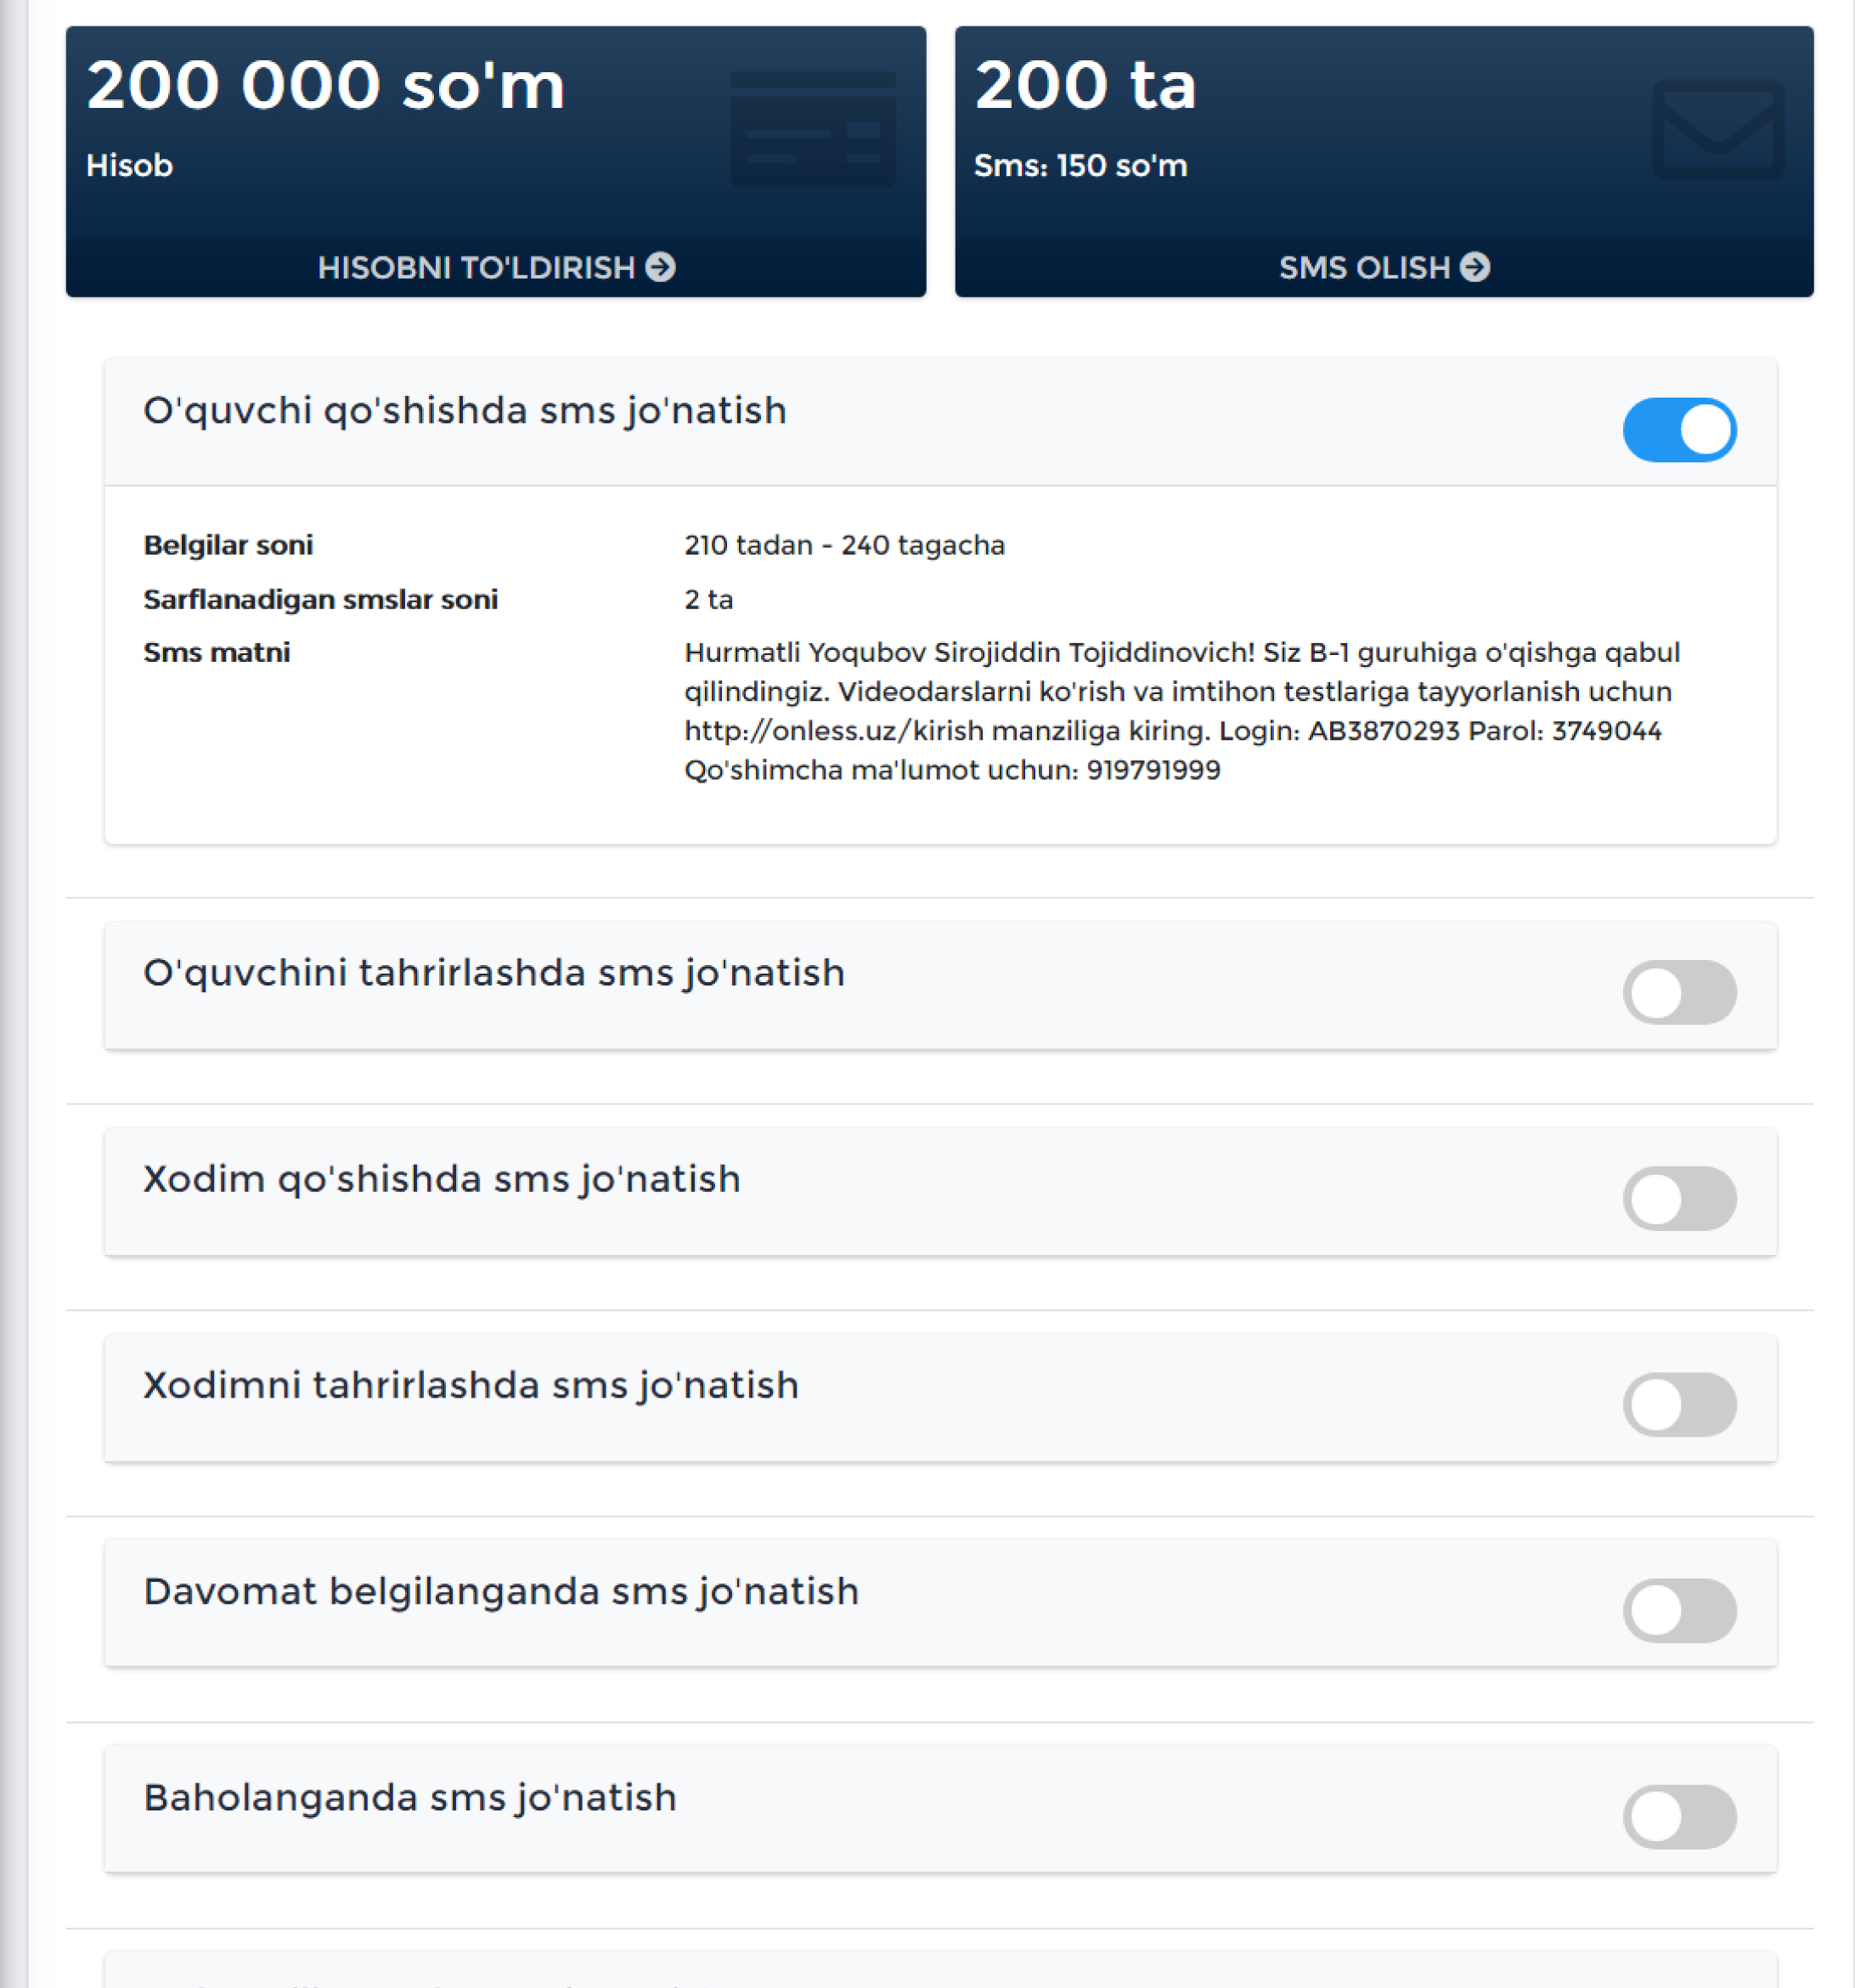 200 000 so'm
Hisob
HISOBNI TO'LDIRISH
200 ta
Sms: 150 so'm
SMS OLISH
O'quvchi qo'shishda sms jo'natish
Belgilar soni 210 tadan - 240 tagacha
Sarflanadigan smslar soni 2 ta
Sms matni Hurmatli Yoqubov Sirojiddin Tojiddinovich! Siz B-1 guruhiga o'qishga qabul
qilindingiz. Videodarslarni ko'rish va imtihon testlariga tayyorlanish uchun
http://onless.uz/kirish manziliga kiring. Login: AB3870293 Parol: 3749044
Qo'shimcha ma'lumot uchun: 919791999
O'quvchini tahrirlashda sms jo'natish
Xodim qo'shishda sms jo'natish
Xodimni tahrirlashda sms jo'natish
Davomat belgilanganda sms jo'natish
Baholanganda sms jo'natish